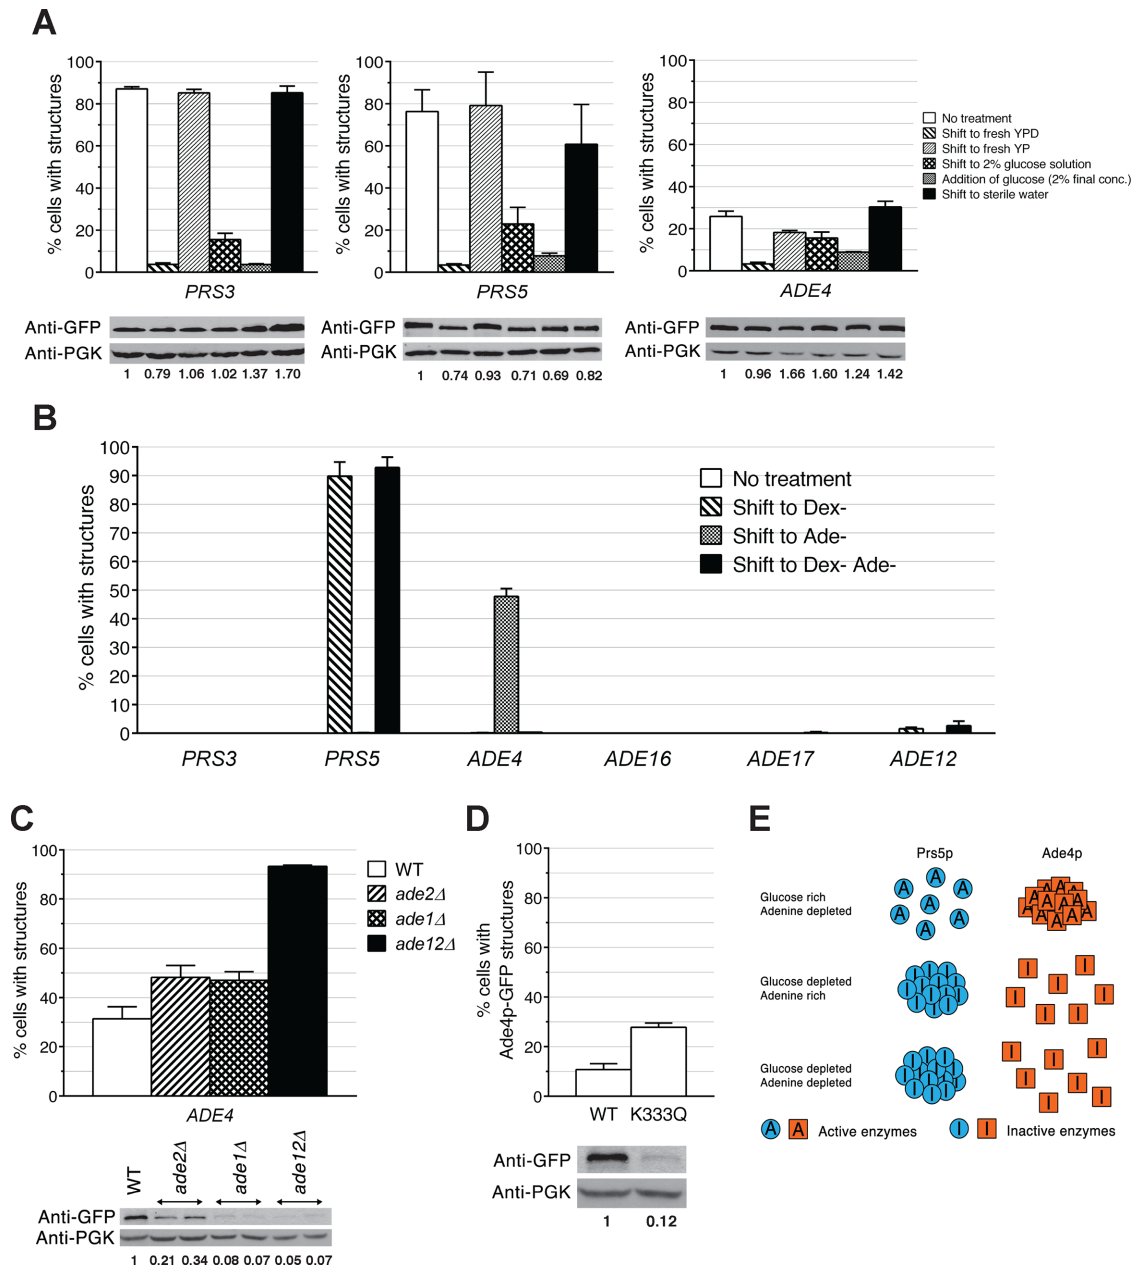 A
% cells with structures
100
80
60
40
20
0
PRS3
% cells with structures
100
80
60
40
20
0
PRS5
% cells with structures
100
80
60
40
20
0
ADE4
No treatment
Shift to fresh YPD
Shift to fresh YP
Shift to 2% glucose solution
Addition of glucose (2% final conc.)
Shift to sterile water
Anti-GFP
Anti-PGK
1 0.79 1.06 1.02 1.37 1.70
Anti-GFP
Anti-PGK
1 0.74 0.93 0.71 0.69 0.82
Anti-GFP
Anti-PGK
1 0.96 1.66 1.60 1.24 1.42
B
% cells with structures
100
90
80
70
60
50
40
30
20
10
0
No treatment
Shift to Dex-
Shift to Ade-
Shift to Dex- Ade-
PRS3 PRS5 ADE4 ADE16 ADE17 ADE12
C
% cells with structures
100
80
60
40
20
0
ADE4
WT
ade2Δ
ade1Δ
ade12Δ
WT ade2Δ ade1Δ ade12Δ
Anti-GFP
Anti-PGK
1 0.21 0.34 0.08 0.07 0.05 0.07
D
% cells with
Ade4p-GFP structures
100
80
60
40
20
0
WT K333Q
Anti-GFP
Anti-PGK
1 0.12
E
Prs5p Ade4p
Glucose rich
Adenine depleted
A A A A A A A
A A A A A A A A A A
Glucose depleted
Adenine rich
I I I I I I I I I I I I
I I I I I I I
Glucose depleted
Adenine depleted
I I I I I I I I I I I I
I I I I I I I
A A Active enzymes I I Inactive enzymes